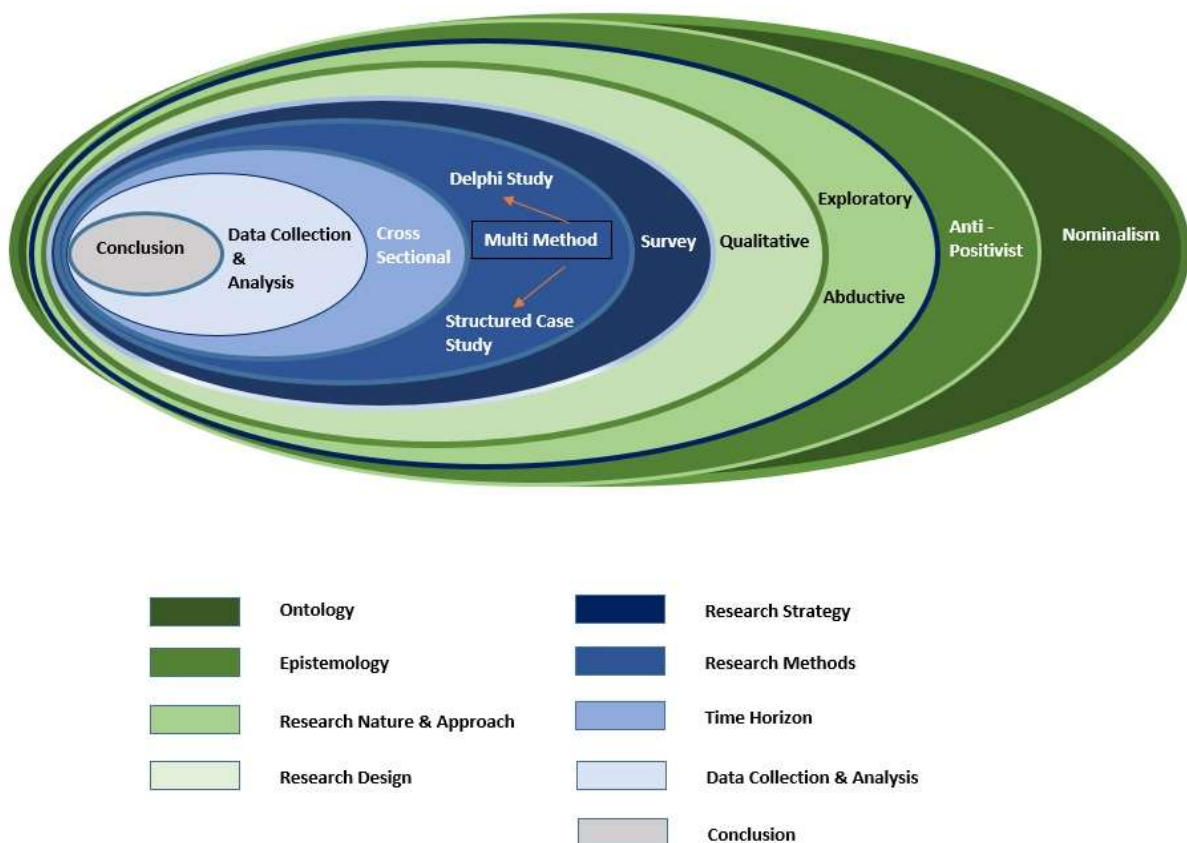 Delphi Study
Exploratory
Conclusion
Data Collection
&
Analysis
Cross
Sectional
Multi Method
Survey
Qualitative
Anti -
Positivist
Nominalism
Abductive
Structured Case
Study
Ontology
Research Strategy
Epistemology
Research Methods
Research Nature & Approach
Time Horizon
Research Design
Data Collection & Analysis
Conclusion